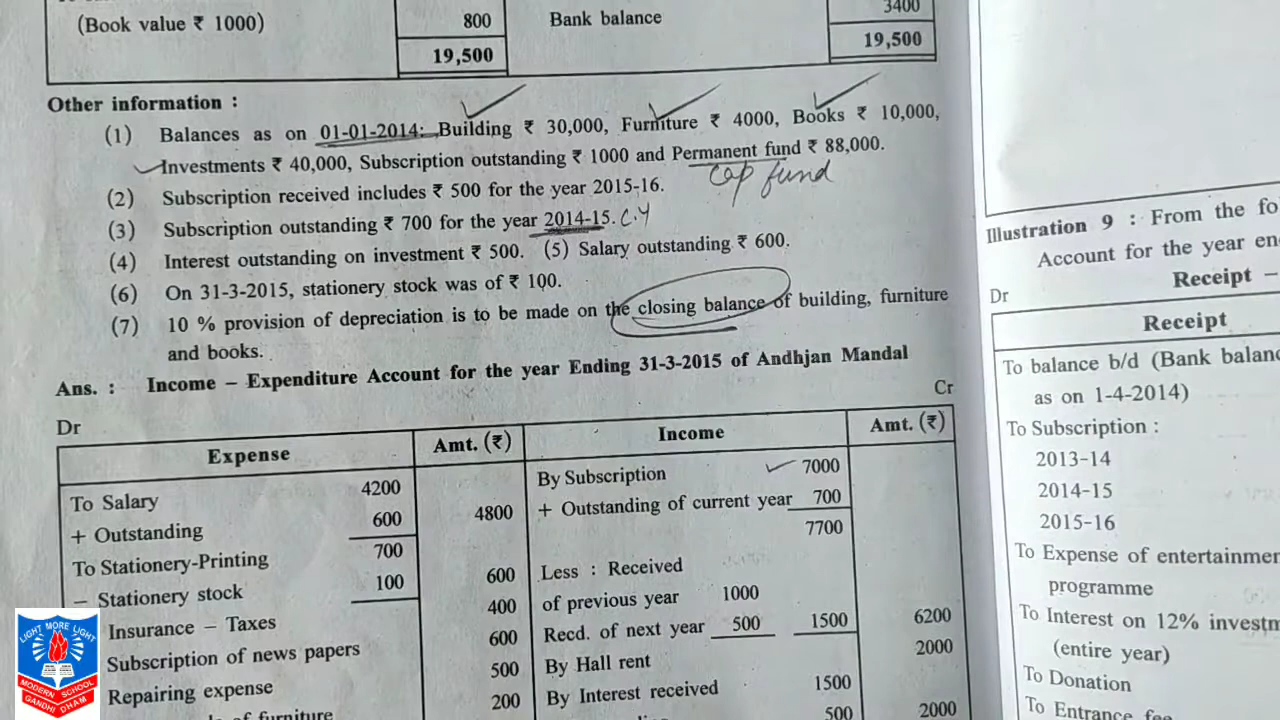 (Book value ₹ 1000) 800 Bank balance 3400
19,500 19,500
Other information :
(1) Balances as on 01-01-2014: Building ₹ 30,000, Furniture ₹ 4000, Books ₹ 10,000,
Investments ₹ 40,000, Subscription outstanding ₹ 1000 and Permanent fund ₹ 88,000.
Cap fund
(2) Subscription received includes ₹ 500 for the year 2015-16.
(3) Subscription outstanding ₹ 700 for the year 2014-15. C.Y
(4) Interest outstanding on investment ₹ 500. (5) Salary outstanding ₹ 600.
(6) On 31-3-2015, stationery stock was of ₹ 100.
(7) 10 % provision of depreciation is to be made on the closing balance of building, furniture
and books.
Ans. : Income – Expenditure Account for the year Ending 31-3-2015 of Andhjan Mandal
Dr Cr
Expense Amt. (₹) Income Amt. (₹)
To Salary 4200 By Subscription 7000
+ Outstanding 600 4800 + Outstanding of current year 700
To Stationery-Printing 700 7700
– Stationery stock 100 600 Less : Received
Insurance – Taxes 400 of previous year 1000
Subscription of news papers 600 Recd. of next year 500 1500 6200
Repairing expense 500 By Hall rent 2000
of furniture 200 By Interest received 1500
500 2000
Illustration 9 : From the fo
Account for the year en
Receipt –
Dr
Receipt
To balance b/d (Bank balanc
as on 1-4-2014)
To Subscription :
2013-14
2014-15
2015-16
To Expense of entertainmen
programme
To Interest on 12% investm
(entire year)
To Donation
To Entrance fee
LIGHT MORE LIGHT
MODERN SCHOOL
GANDHIDHAM